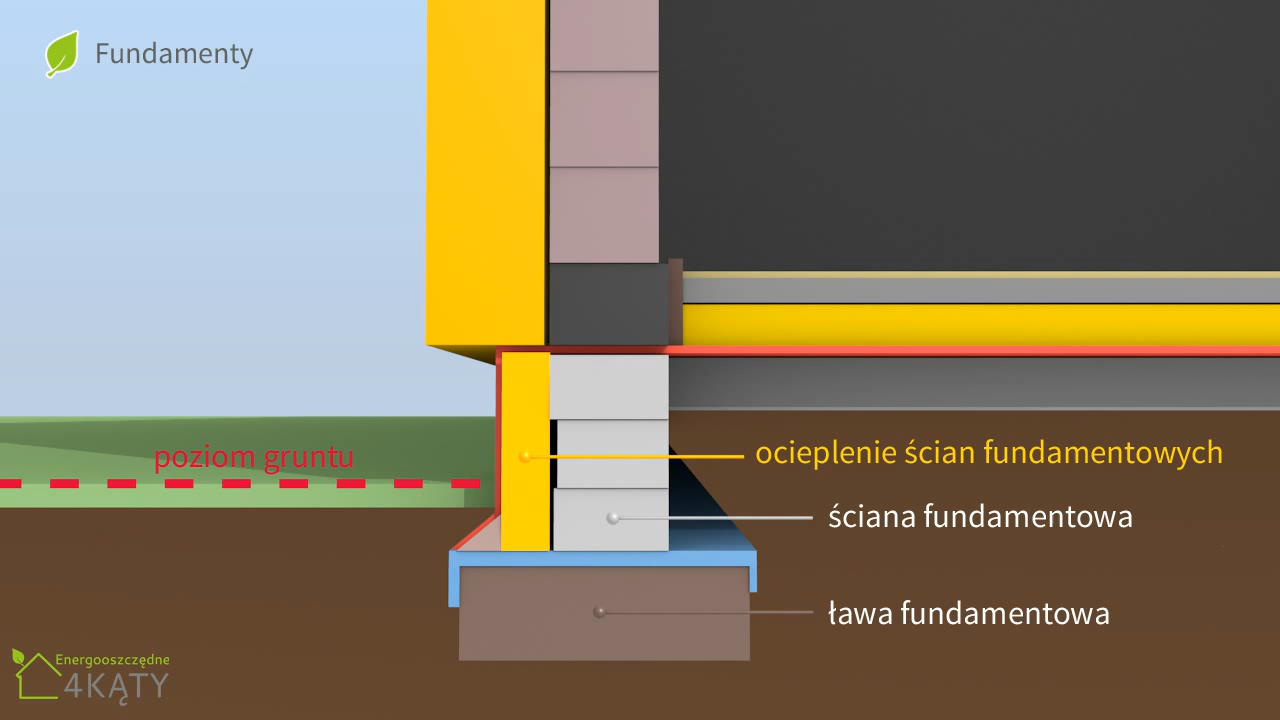 Fundamenty
poziom gruntu
ocieplenie ścian fundamentowych
ściana fundamentowa
ława fundamentowa
Energooszczędne
4KĄTY